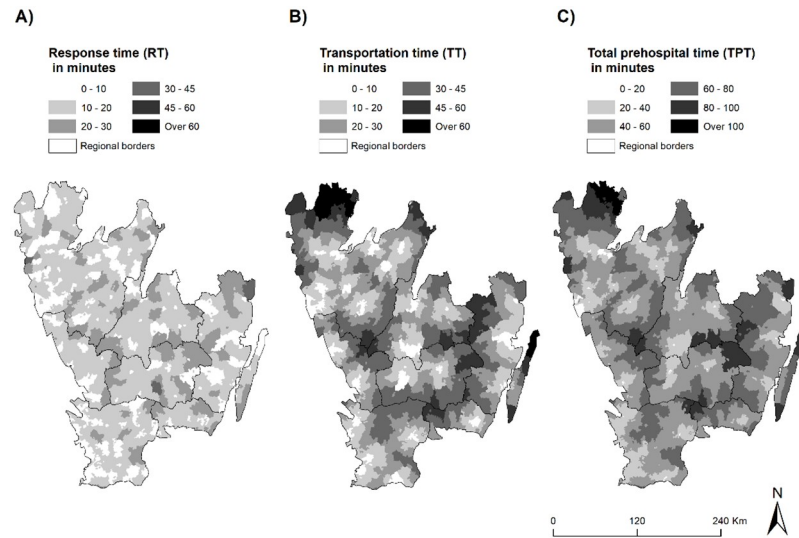 A)
Response time (RT)
in minutes
0 - 10
30 - 45
10 - 20
45 - 60
20 - 30
Over 60
Regional borders
B)
Transportation time (TT)
in minutes
0 - 10
30 - 45
10 - 20
45 - 60
20 - 30
Over 60
Regional borders
C)
Total prehospital time (TPT)
in minutes
0 - 20
60 - 80
20 - 40
80 - 100
40 - 60
Over 100
Regional borders
N
0 120 240 Km